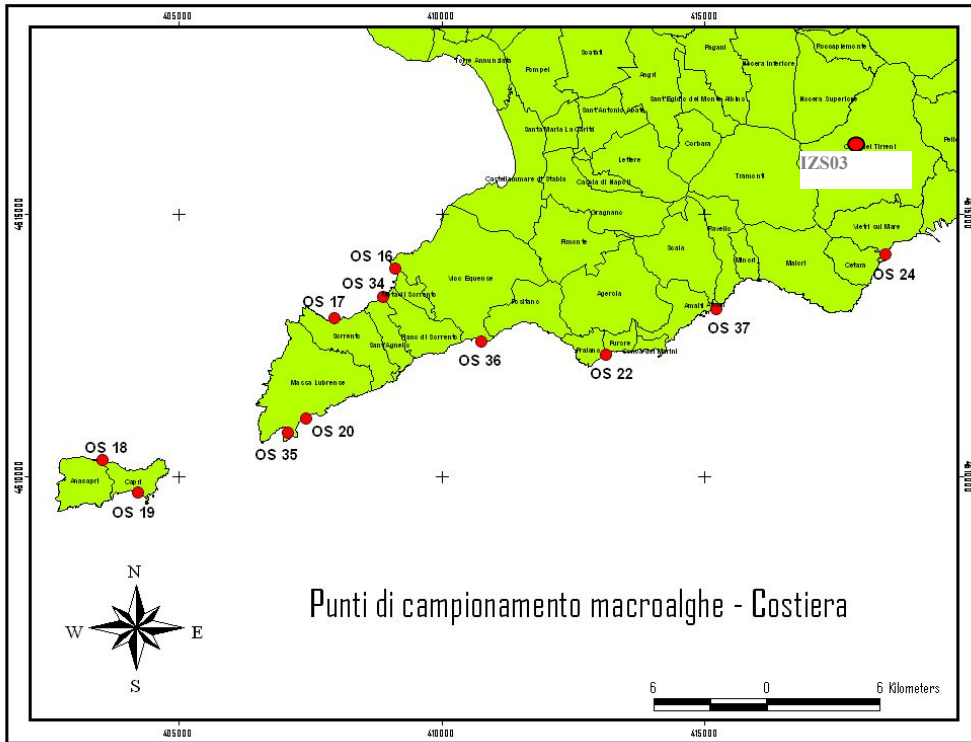 405000
410000
415000
Torre Annunziata
Pompei
Scafati
Angri
Pagani
Nocera Inferiore
Roccapiemonte
Nocera Superiore
Sant'Antonio Abate
Sant'Egidio del Monte Albino
Santa Maria La Carità
Corbara
Lettere
IZS03
Tramonti
Castellammare di Stabia
Casola di Napoli
Gragnano
Ravello
Vietri sul Mare
Pimonte
Scala
OS 16
Vico Equense
Minori
Maiori
Cetara
OS 24
OS 34
Agerola
Positano
Amalfi
OS 17
OS 37
Sorrento
Piano di Sorrento
Sant'Agnello
OS 36
Furore
Praiano
Conca dei Marini
OS 22
Massa Lubrense
OS 20
OS 35
OS 18
Anacapri
Capri
OS 19
4615000
4615000
4610000
4610000
N
W
E
S
Punti di campionamento macroalghe - Costiera
6
0
6 Kilometers
405000
410000
415000